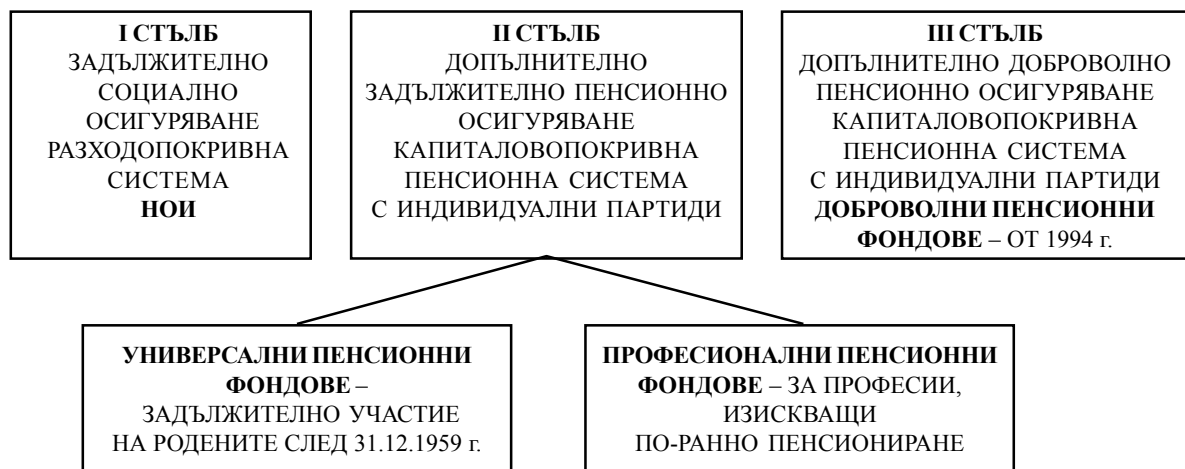 I СТЪЛБ
ЗАДЪЛЖИТЕЛНО
СОЦИАЛНО
ОСИГУРЯВАНЕ
РАЗХОДОПОКРИВНА
СИСТЕМА
НОИ
II СТЪЛБ
ДОПЪЛНИТЕЛНО
ЗАДЪЛЖИТЕЛНО ПЕНСИОННО
ОСИГУРЯВАНЕ
КАПИТАЛОВОПОКРИВНА
ПЕНСИОННА СИСТЕМА
С ИНДИВИДУАЛНИ ПАРТИДИ
III СТЪЛБ
ДОПЪЛНИТЕЛНО ДОБРОВОЛНО
ПЕНСИОННО ОСИГУРЯВАНЕ
КАПИТАЛОВОПОКРИВНА
ПЕНСИОННА СИСТЕМА
С ИНДИВИДУАЛНИ ПАРТИДИ
ДОБРОВОЛНИ ПЕНСИОННИ
ФОНДОВЕ – ОТ 1994 г.
УНИВЕРСАЛНИ ПЕНСИОННИ
ФОНДОВЕ –
ЗАДЪЛЖИТЕЛНО УЧАСТИЕ
НА РОДЕНИТЕ СЛЕД 31.12.1959 г.
ПРОФЕСИОНАЛНИ ПЕНСИОННИ
ФОНДОВЕ – ЗА ПРОФЕСИИ,
ИЗИСКВАЩИ
ПО-РАННО ПЕНСИОНИРАНЕ